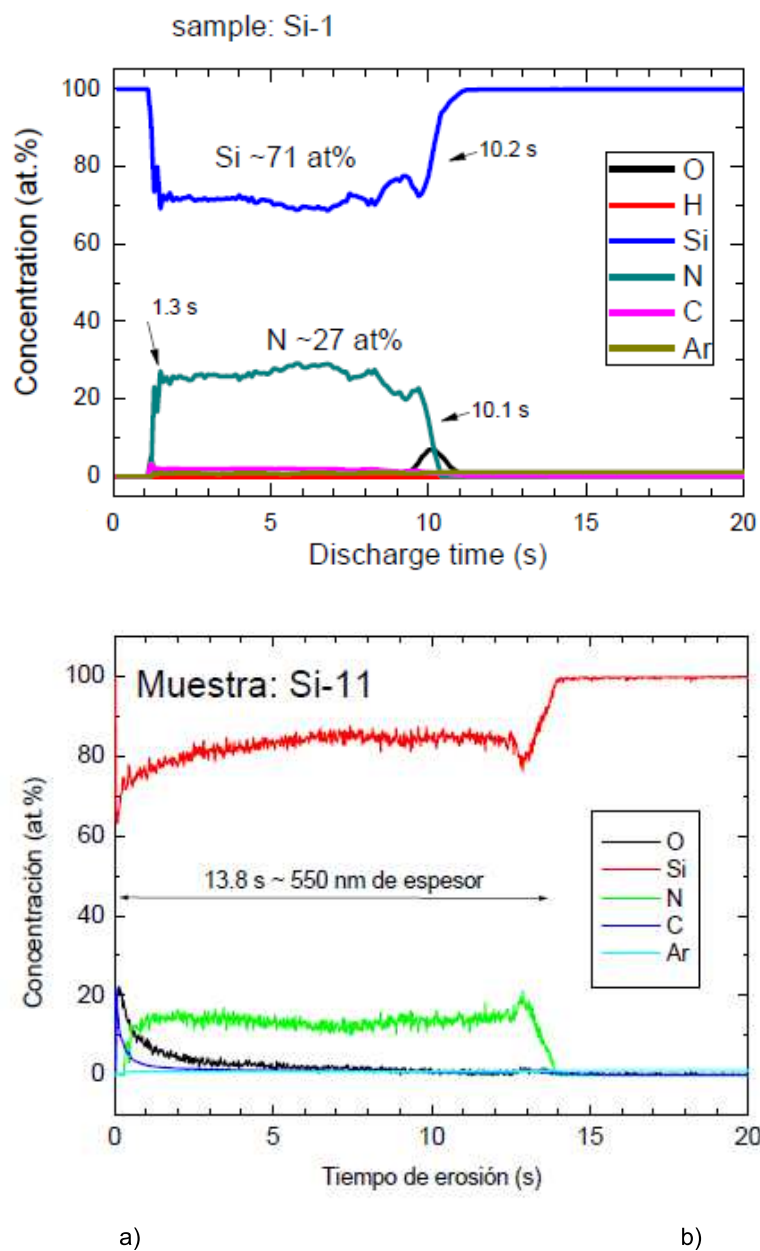 sample: Si-1
100
80
60
40
20
0
Concentration (at.%)
Si ~71 at%
10.2 s
1.3 s
N ~27 at%
10.1 s
O
H
Si
N
C
Ar
0 5 10 15 20
Discharge time (s)
Muestra: Si-11
100
80
60
40
20
0
Concentración (at.%)
13.8 s ~ 550 nm de espesor
O
Si
N
C
Ar
0 5 10 15 20
Tiempo de erosión (s)
a) b)